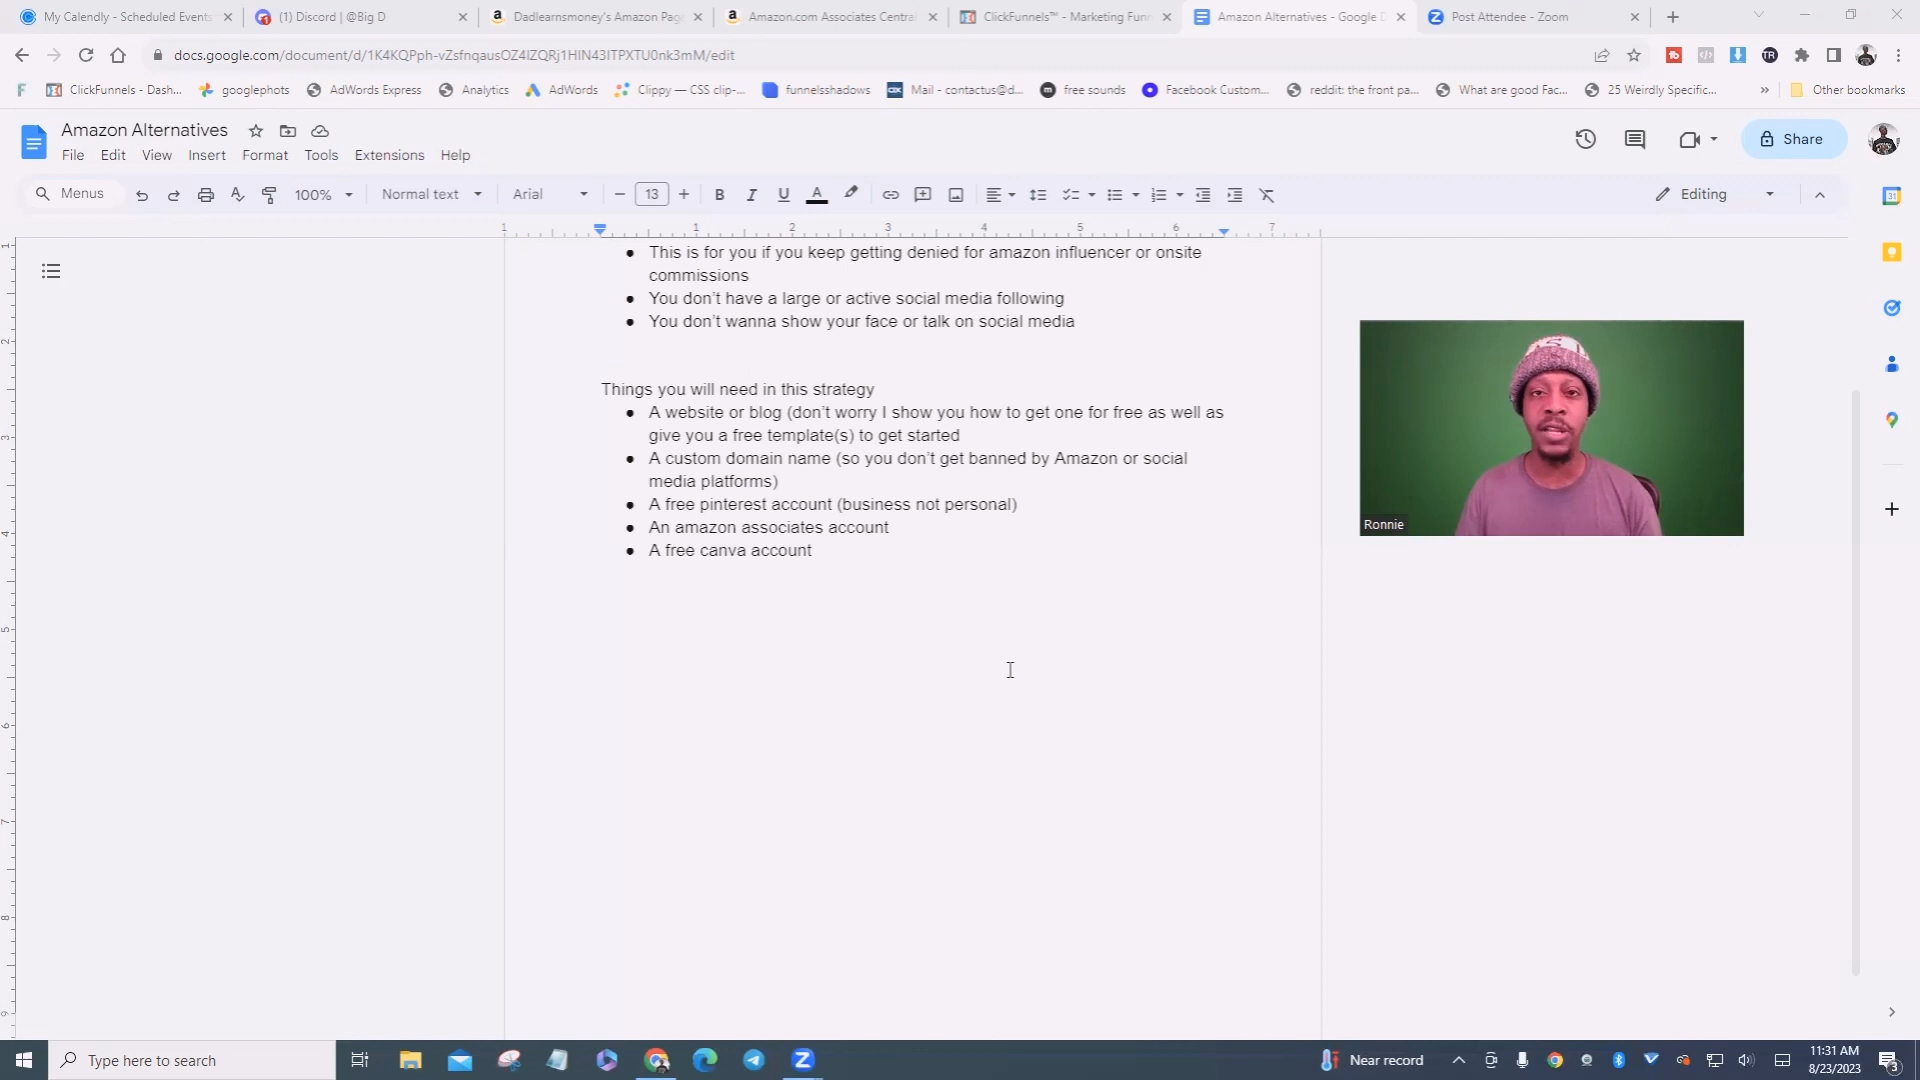 My Calendly - Scheduled Events
(1) Discord | @Big D
Dadlearnsmoney's Amazon Pag
Amazon.com Associates Central
ClickFunnels™ - Marketing Funn
Amazon Alternatives - Google D
Post Attendee - Zoom
docs.google.com/document/d/1K4KQPph-vZsfnqausOZ4IZQRj1HIN43ITPXTU0nk3mM/edit
ClickFunnels - Dash...
googlephots
AdWords Express
Analytics
AdWords
Clippy — CSS clip-...
funnelsshadows
Mail - contactus@d...
free sounds
Facebook Custom...
reddit: the front pa...
What are good Fac...
25 Weirdly Specific...
»
Other bookmarks
Amazon Alternatives
File Edit View Insert Format Tools Extensions Help
Share
Menus
100%
Normal text
Arial
13
Editing
1 1 2 3 4 5 6 7
● This is for you if you keep getting denied for amazon influencer or onsite
commissions
● You don't have a large or active social media following
● You don't wanna show your face or talk on social media
Things you will need in this strategy
● A website or blog (don't worry I show you how to get one for free as well as
give you a free template(s) to get started
● A custom domain name (so you don't get banned by Amazon or social
media platforms)
● A free pinterest account (business not personal)
● An amazon associates account
● A free canva account
Ronnie
Type here to search
Near record
11:31 AM
8/23/2023
3